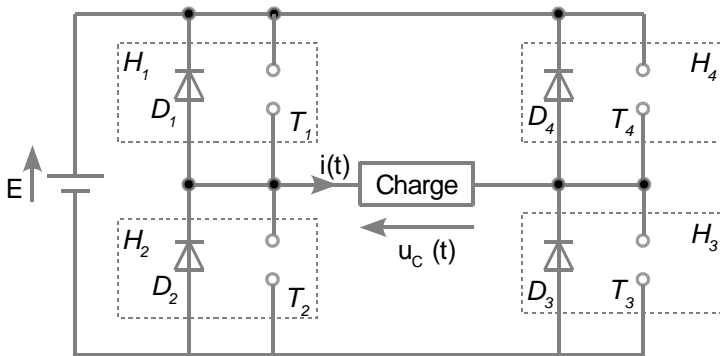 H1
D1
T1
H4
D4
T4
E
i(t)
Charge
uC (t)
H2
D2
T2
H3
D3
T3